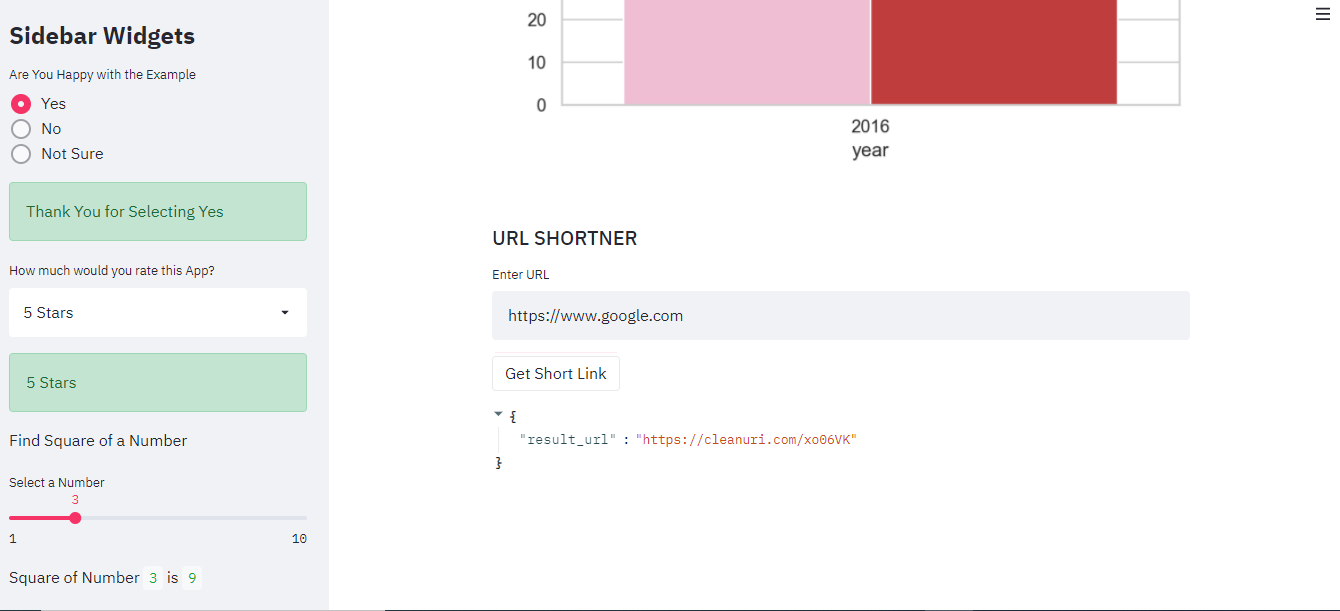 Sidebar Widgets
Are You Happy with the Example
Yes
No
Not Sure
Thank You for Selecting Yes
How much would you rate this App?
5 Stars
5 Stars
Find Square of a Number
Select a Number
3
1 10
Square of Number 3 is 9
20
10
0
2016
year
URL SHORTNER
Enter URL
https://www.google.com
Get Short Link
{
"result_url" : "https://cleanuri.com/xo06VK"
}